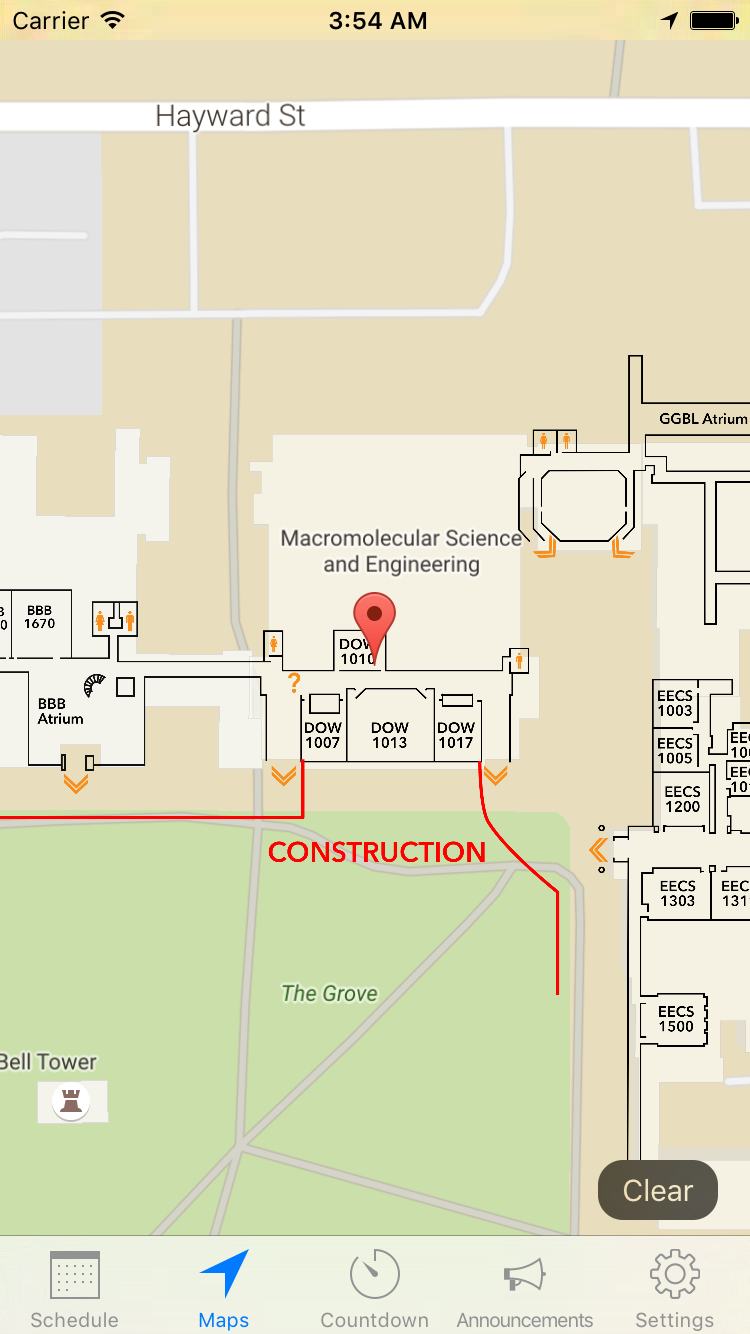 Carrier
3:54 AM
Hayward St
GGBL Atrium
Macromolecular Science
and Engineering
BBB
1670
DOW
1010
?
BBB
Atrium
DOW
1007
DOW
1013
DOW
1017
EECS
1003
EECS
1005
EECS
1200
CONSTRUCTION
EECS
1303
The Grove
EECS
1500
Bell Tower
Clear
Schedule
Maps
Countdown
Announcements
Settings